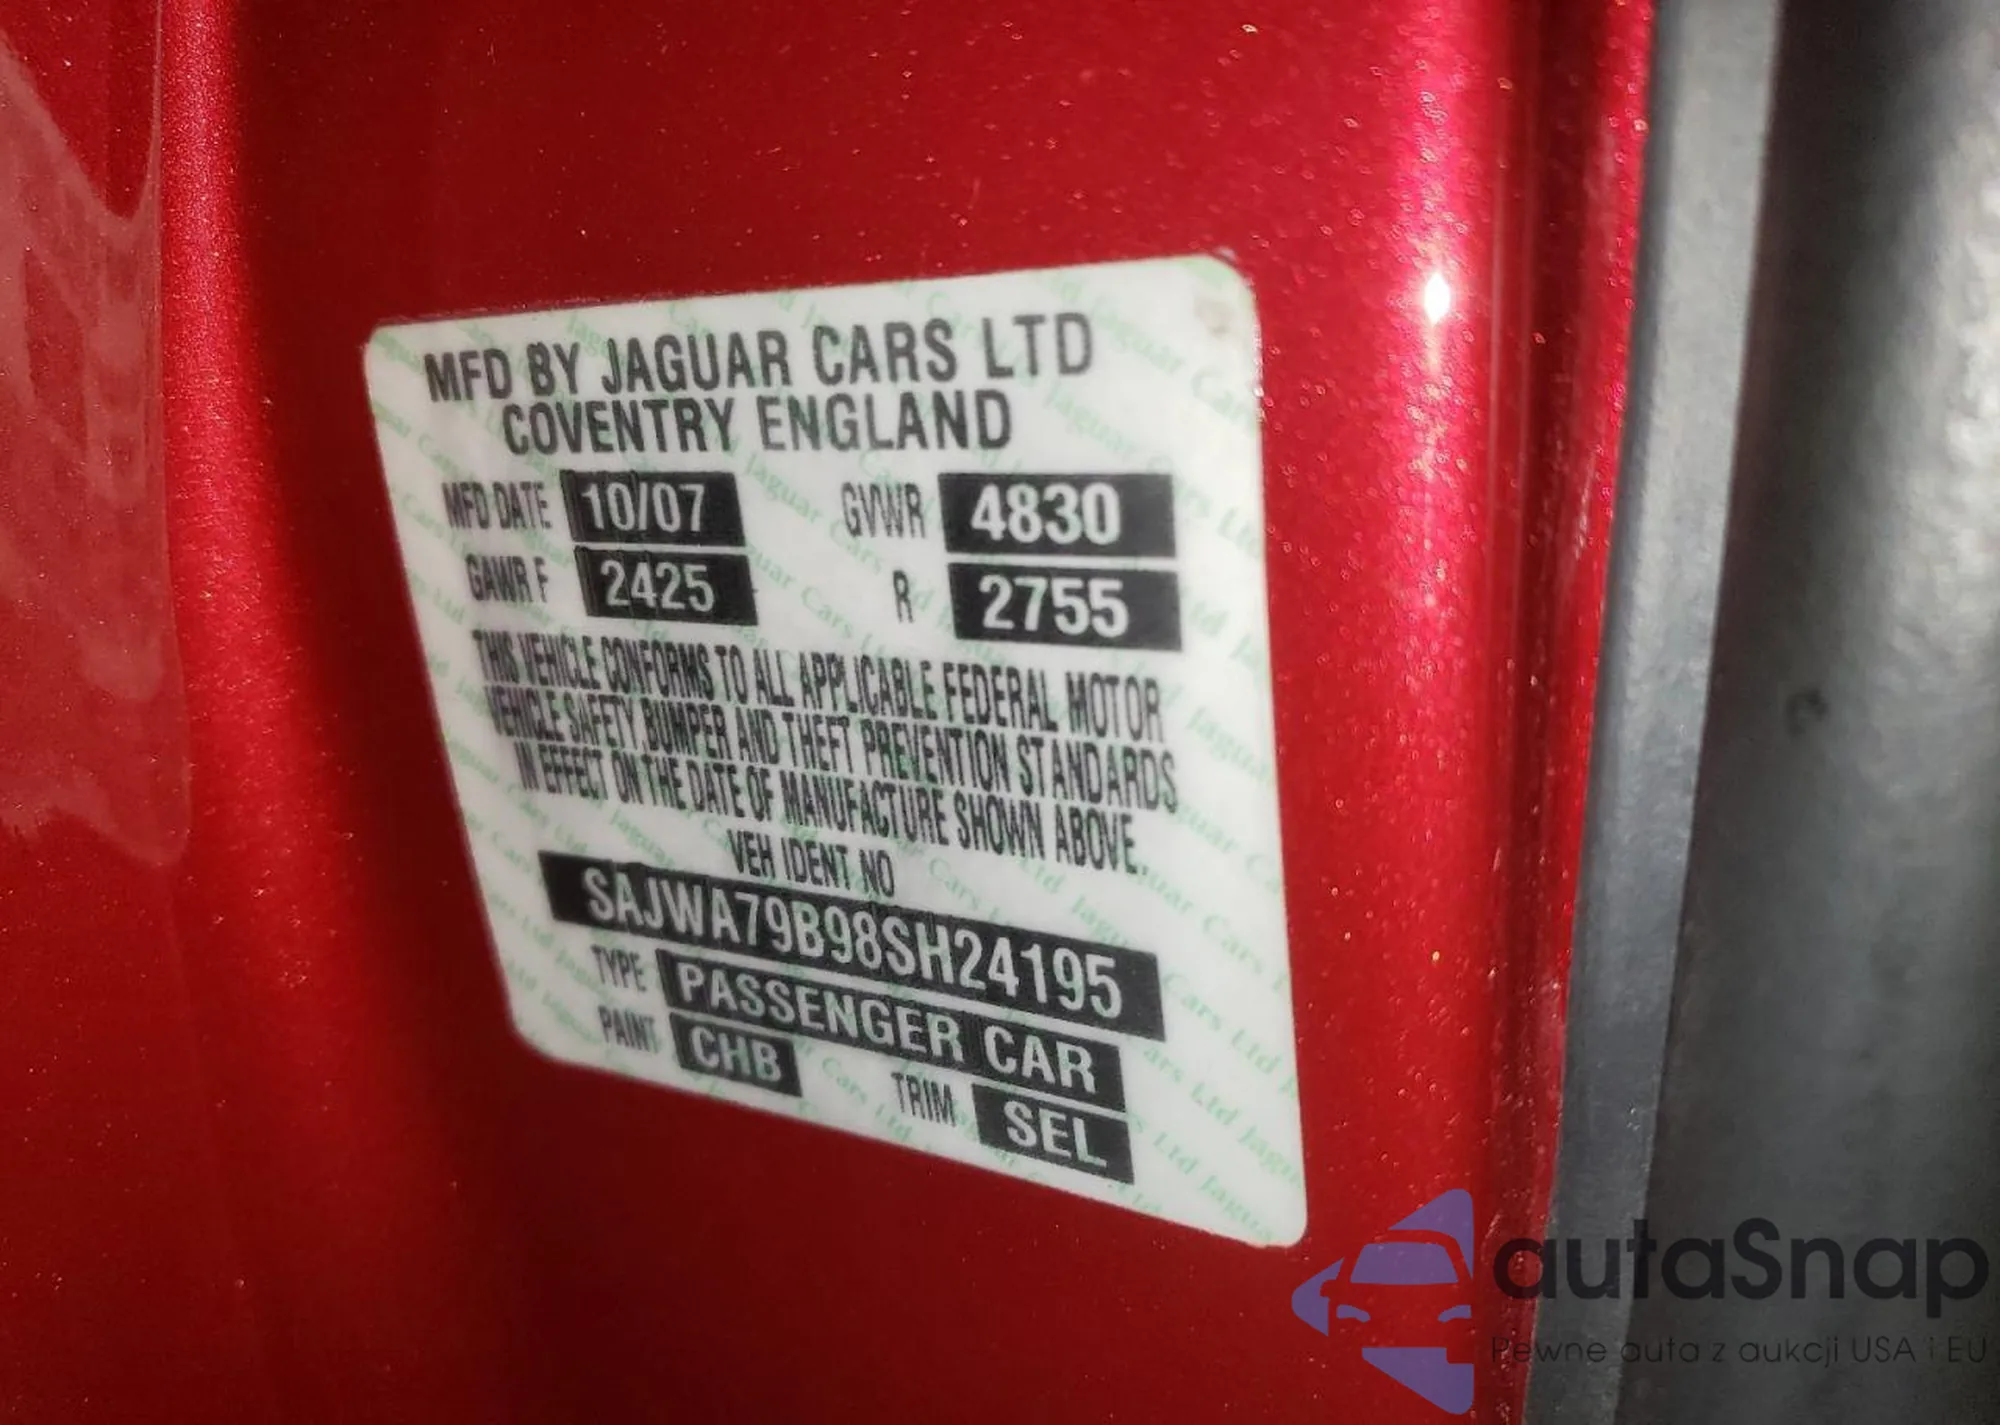 MFD BY JAGUAR CARS LTD
COVENTRY ENGLAND
MFD DATE 10/07 GVWR 4830
GAWR F 2425 R 2755
THIS VEHICLE CONFORMS TO ALL APPLICABLE FEDERAL MOTOR
VEHICLE SAFETY, BUMPER AND THEFT PREVENTION STANDARDS
IN EFFECT ON THE DATE OF MANUFACTURE SHOWN ABOVE.
VEH IDENT NO
SAJWA79B98SH24195
TYPE PASSENGER CAR
PAINT CHB TRIM SEL
autaSnap
Pewne auta z aukcji USA i EU